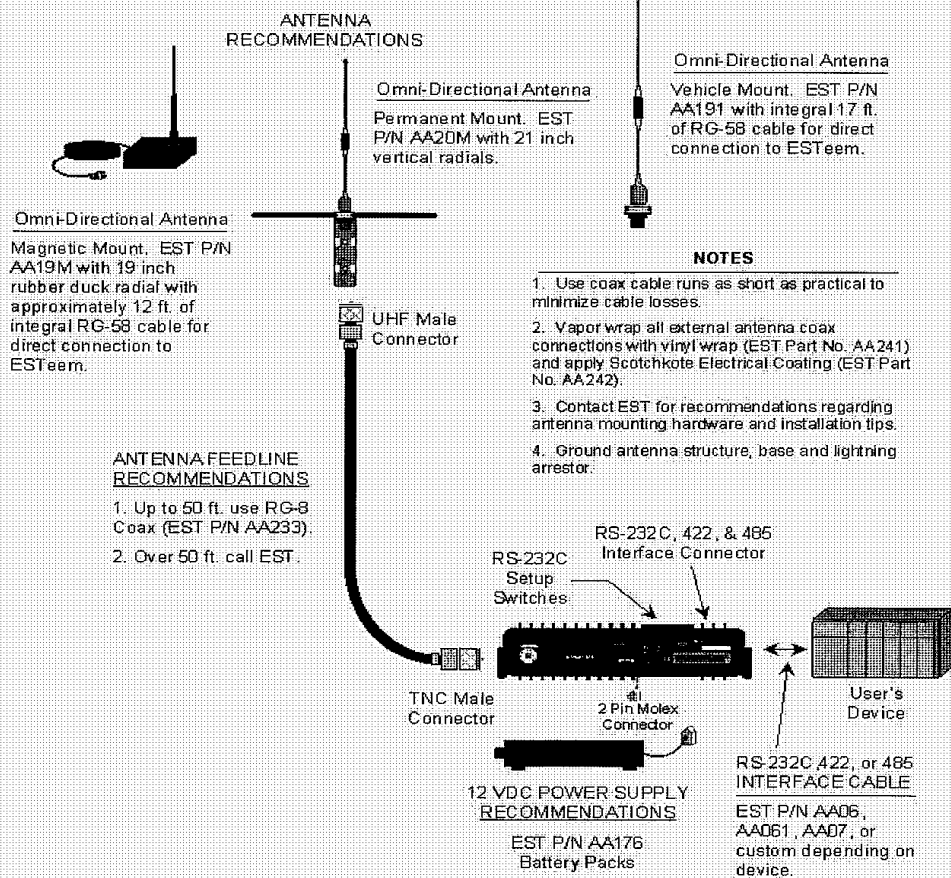 ANTENNA
RECOMMENDATIONS
Omni-Directional Antenna
Permanent Mount. EST
P/N AA20M with 21 inch
vertical radials.
Omni-Directional Antenna
Vehicle Mount. EST P/N
AA191 with integral 17 ft.
of RG-58 cable for direct
connection to ESTeem.
Omni-Directional Antenna
Magnetic Mount. EST P/N
AA19M with 19 inch
rubber duck radial with
approximately 12 ft. of
integral RG-58 cable for
direct connection to
ESTeem.
UHF Male
Connector
NOTES
1. Use coax cable runs as short as practical to
minimize cable losses.
2. Vapor wrap all external antenna coax
connections with vinyl wrap (EST Part No. AA241)
and apply Scotchkote Electrical Coating (EST Part
No. AA242).
3. Contact EST for recommendations regarding
antenna mounting hardware and installation tips.
4. Ground antenna structure, base and lightning
arrestor.
ANTENNA FEEDLINE
RECOMMENDATIONS
1. Up to 50 ft. use RG-8
Coax (EST P/N AA233).
2. Over 50 ft. call EST.
RS-232C
Setup
Switches
RS-232C, 422, & 485
Interface Connector
TNC Male
Connector
2 Pin Molex
Connector
User's
Device
12 VDC POWER SUPPLY
RECOMMENDATIONS
EST P/N AA176
Battery Packs
RS-232C,422, or 485
INTERFACE CABLE
EST P/N AA06,
AA061, AA07, or
custom depending on
device.